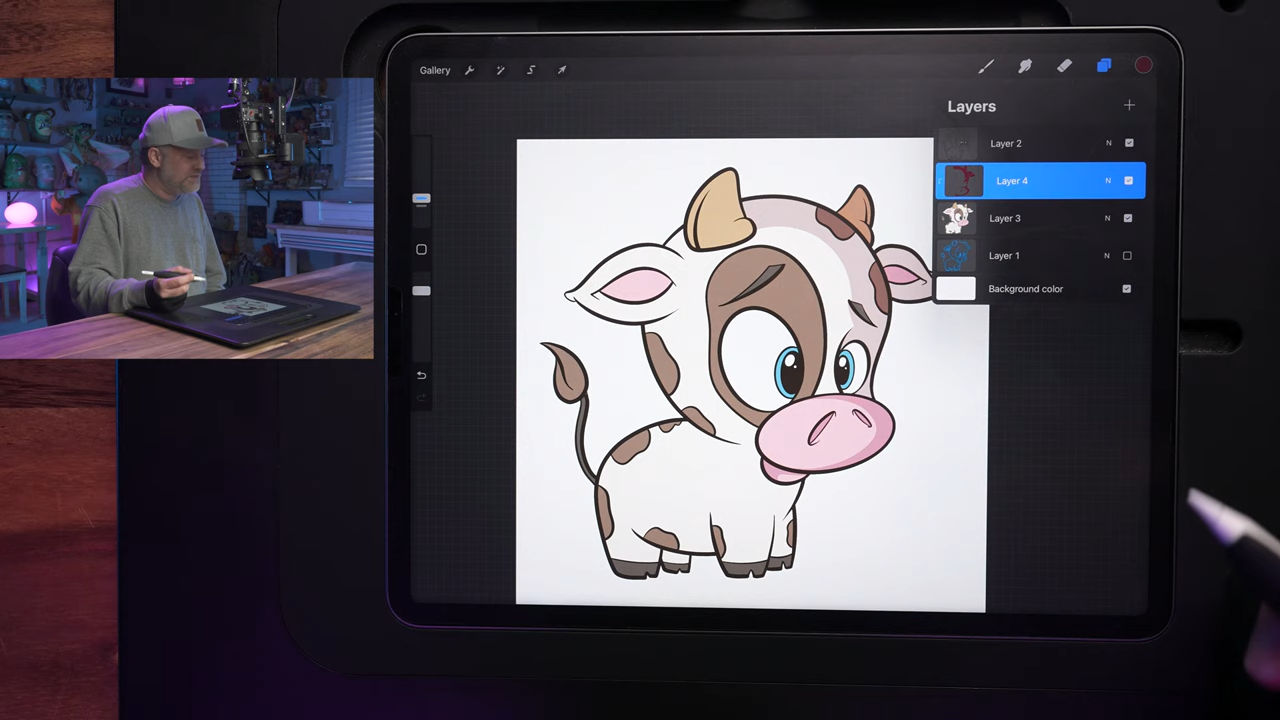 Gallery
Layers
Layer 2
N
Layer 4
N
Layer 3
N
Layer 1
N
Background color